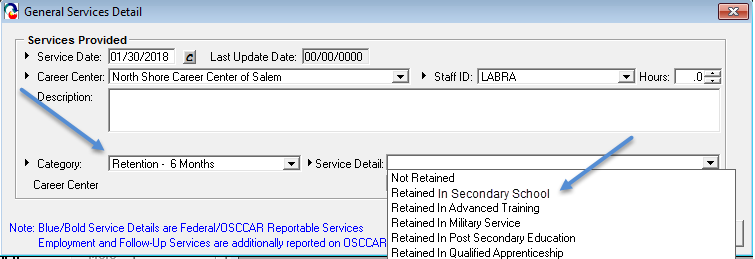 General Services Detail
Services Provided
Service Date: 01/30/2018 C Last Update Date: 00/00/0000
Career Center: North Shore Career Center of Salem Staff ID: LABRA Hours: .0
Description:
Category: Retention - 6 Months Service Detail:
Career Center
Not Retained
Retained In Secondary School
Retained In Advanced Training
Retained In Military Service
Retained In Post Secondary Education
Retained In Qualified Apprenticeship
Note: Blue/Bold Service Details are Federal/OSCCAR Reportable Services
Employment and Follow-Up Services are additionally reported on OSCCAR